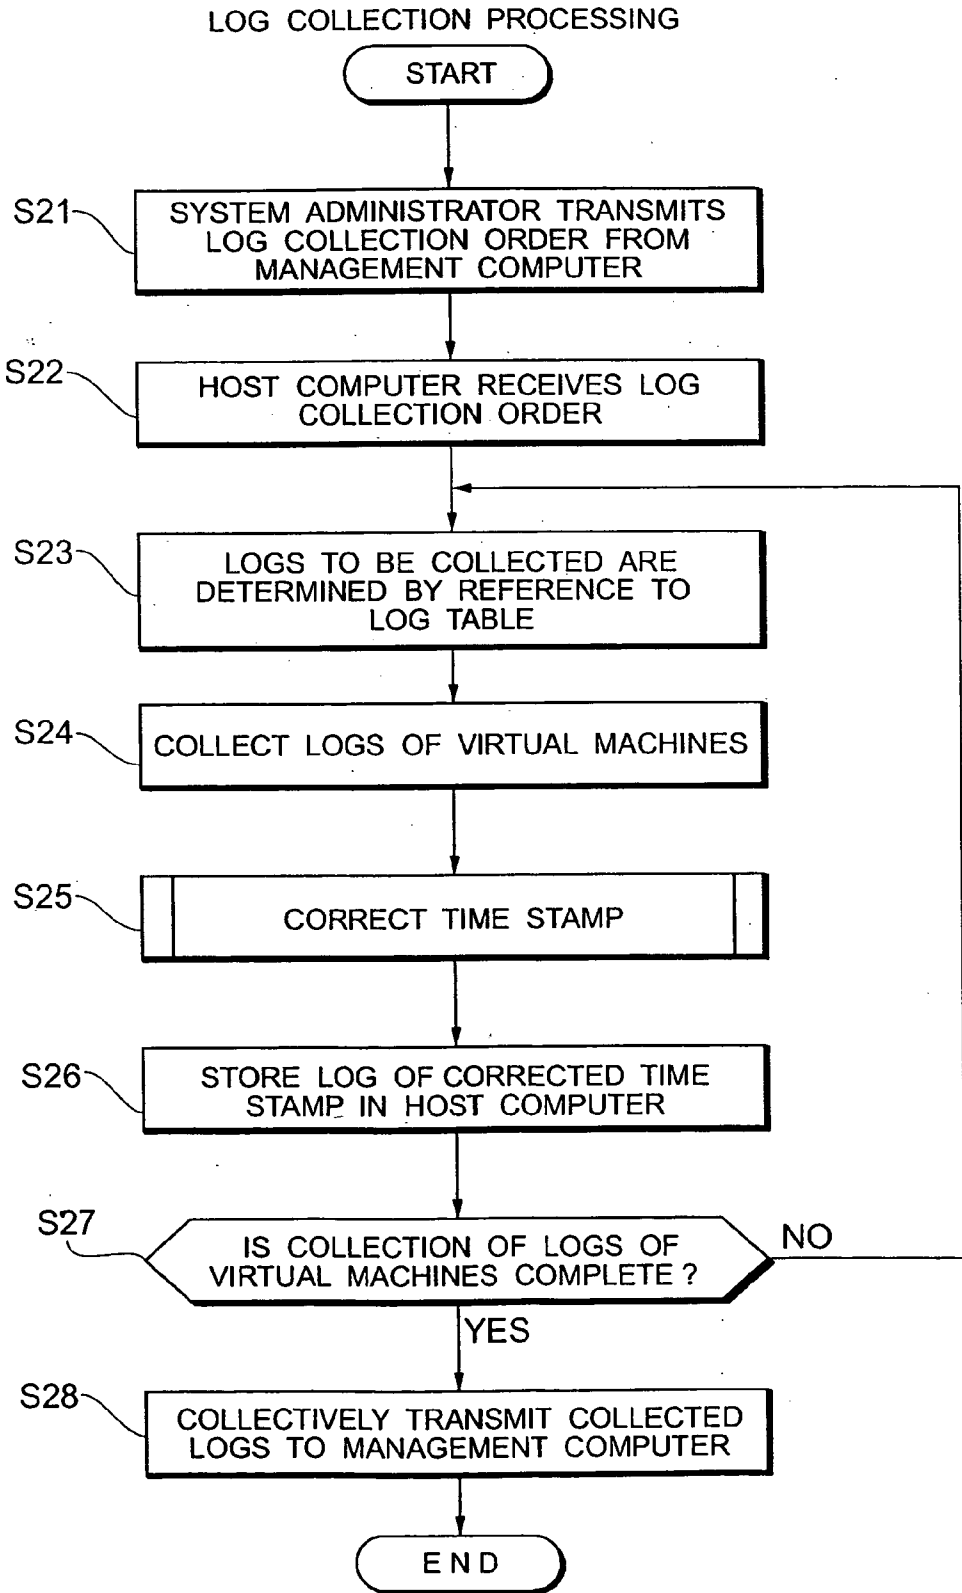 LOG COLLECTION PROCESSING
START
S21
SYSTEM ADMINISTRATOR TRANSMITS
LOG COLLECTION ORDER FROM
MANAGEMENT COMPUTER
S22
HOST COMPUTER RECEIVES LOG
COLLECTION ORDER
S23
LOGS TO BE COLLECTED ARE
DETERMINED BY REFERENCE TO
LOG TABLE
S24
COLLECT LOGS OF VIRTUAL MACHINES
S25
CORRECT TIME STAMP
S26
STORE LOG OF CORRECTED TIME
STAMP IN HOST COMPUTER
S27
IS COLLECTION OF LOGS OF
VIRTUAL MACHINES COMPLETE ?
NO
YES
S28
COLLECTIVELY TRANSMIT COLLECTED
LOGS TO MANAGEMENT COMPUTER
END